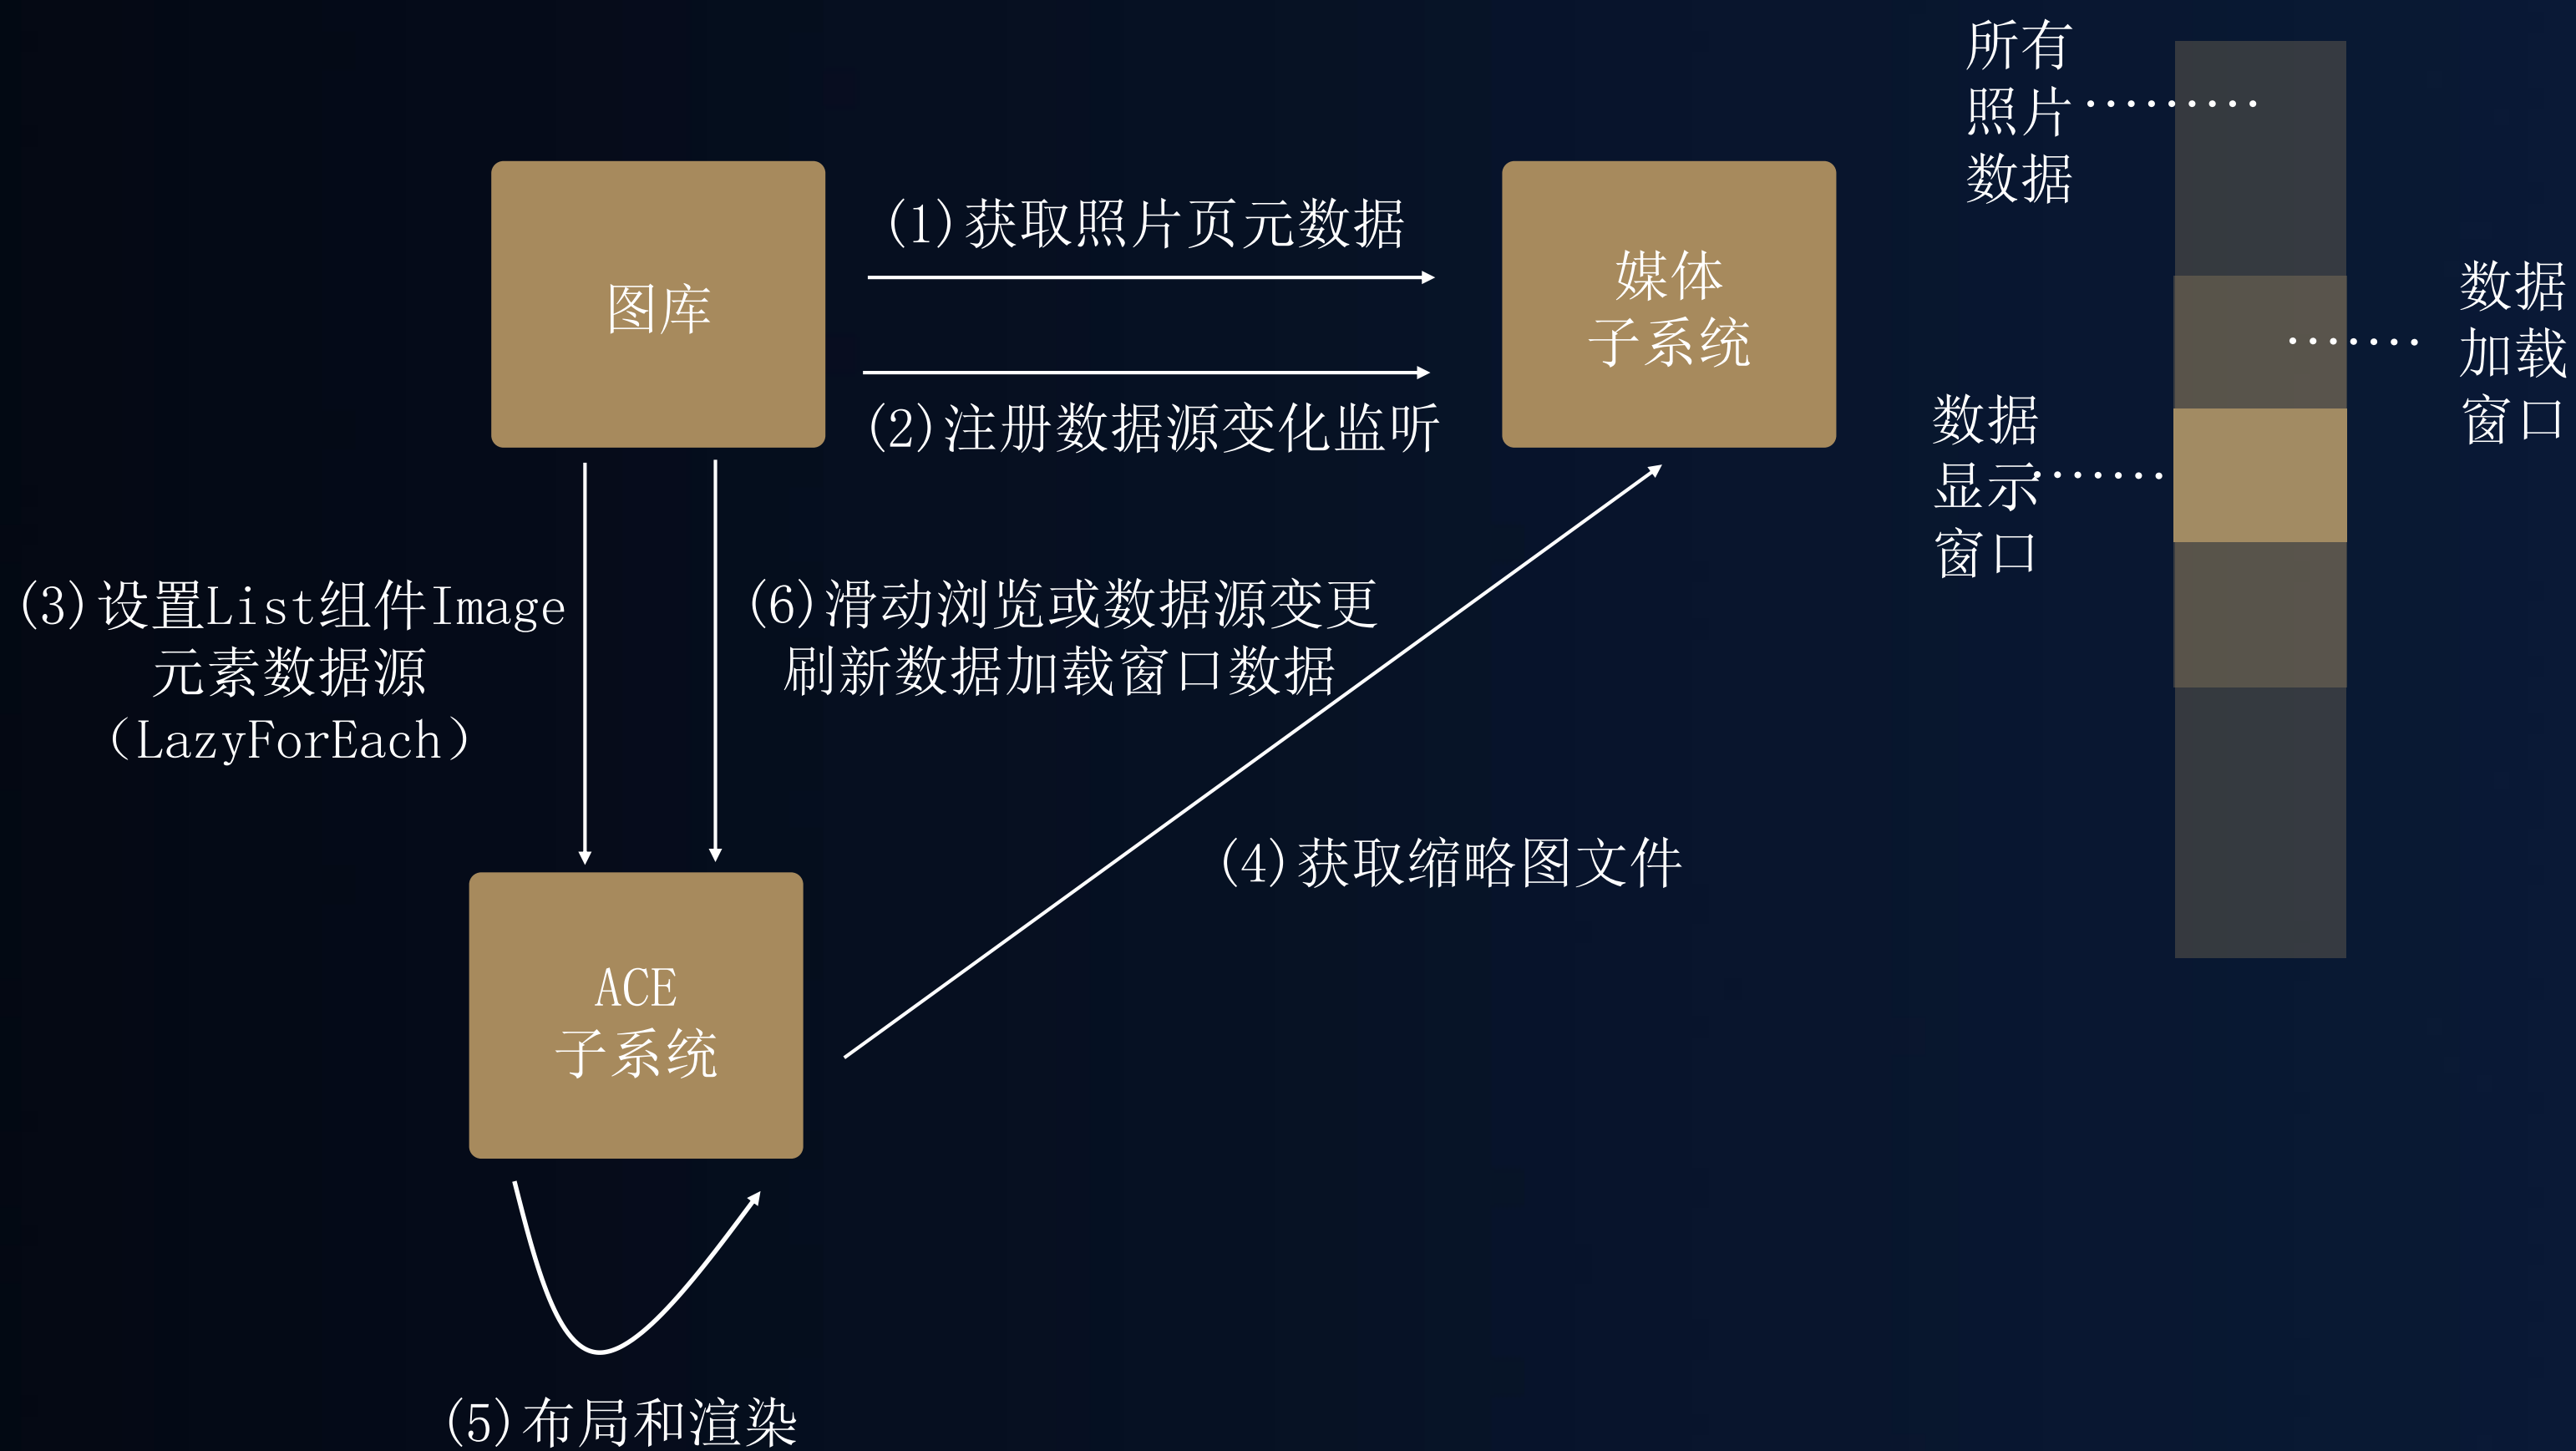 图库
(1)获取照片页元数据
(2)注册数据源变化监听
媒体
子系统
(3)设置List组件Image
元素数据源
（LazyForEach）
(6)滑动浏览或数据源变更
刷新数据加载窗口数据
(4)获取缩略图文件
ACE
子系统
(5)布局和渲染
所有
照片
数据
数据
加载
窗口
数据
显示
窗口